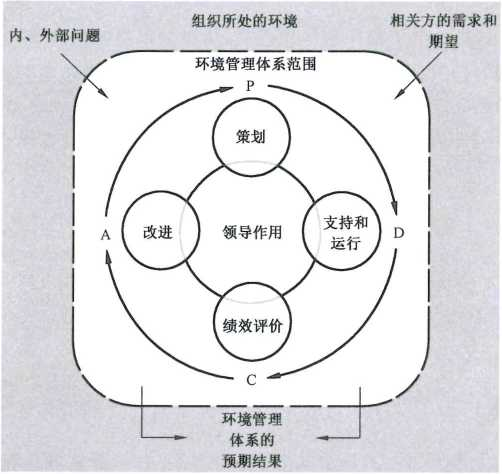 组织所处的环境
内、外部问题
相关方的需求和
期望
环境管理体系范围
P
策划
A
改进
领导作用
支持和
运行
D
绩效评价
C
环境管理
体系的
预期结果